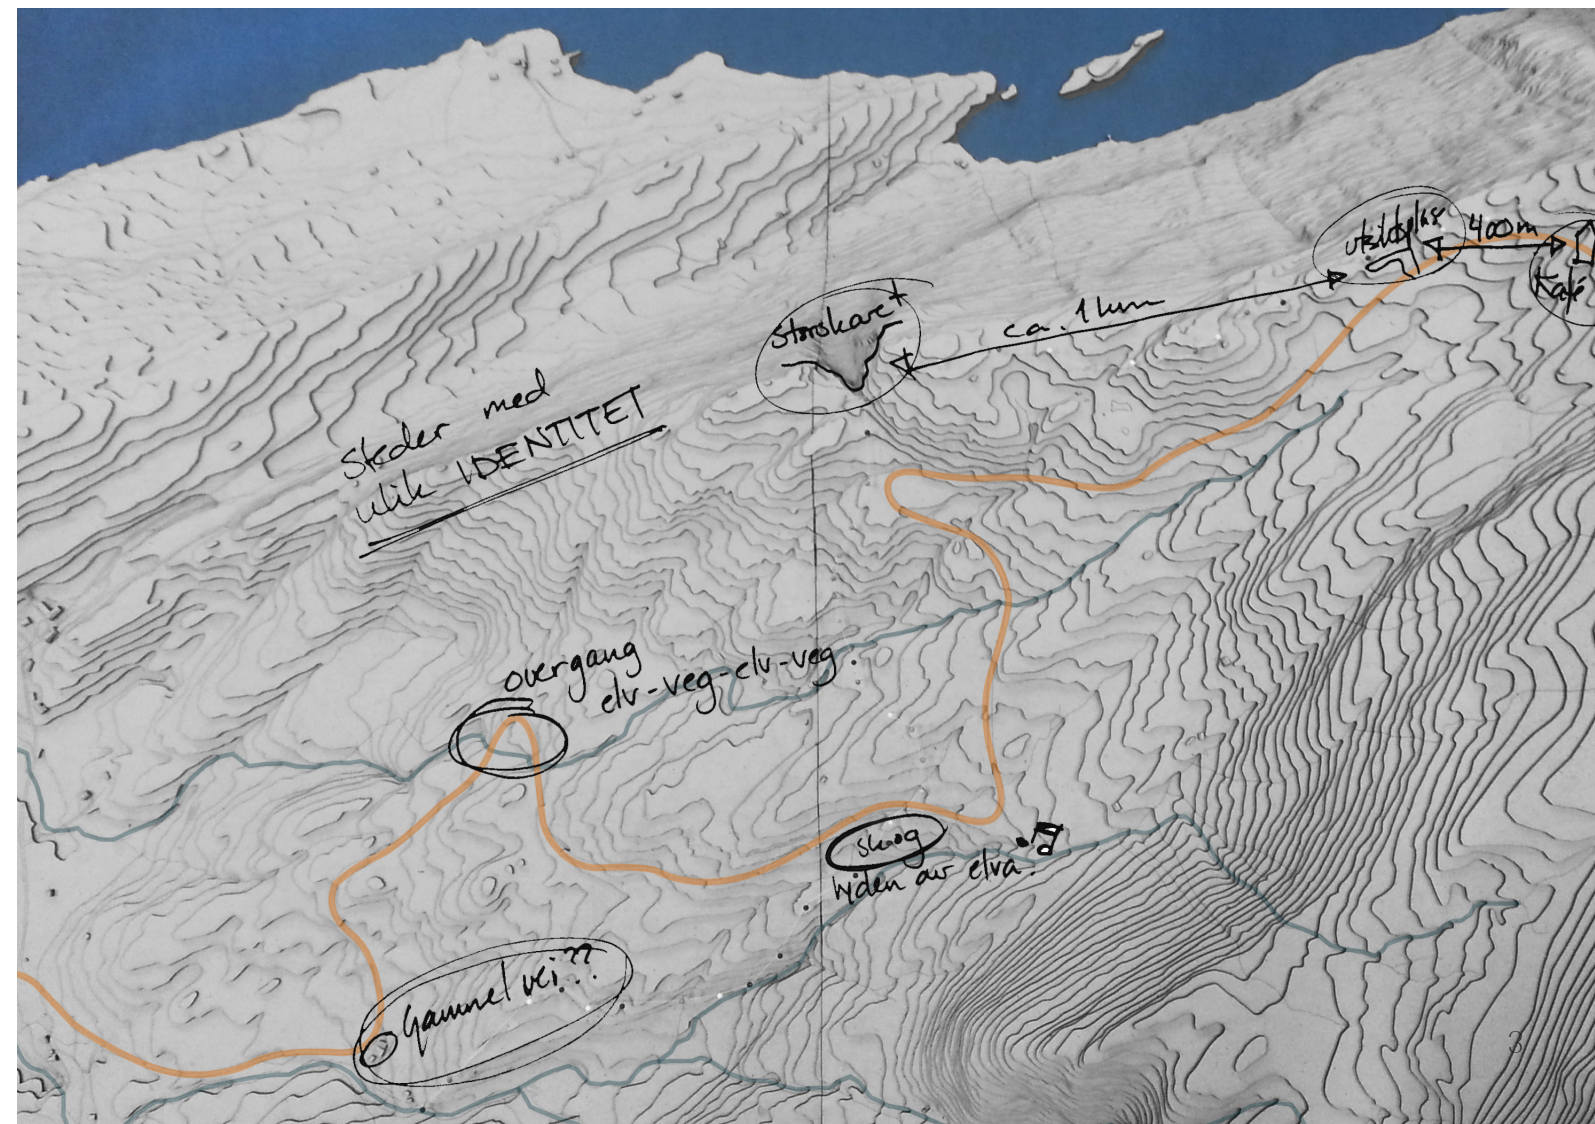 utsiktsplass
400m
Kafé
Storskaret
ca. 1 km
Steder med
ulik IDENTITET
overgang
elv-veg-elv-veg.
skog
lyden av elva.
Gammel vei??
3